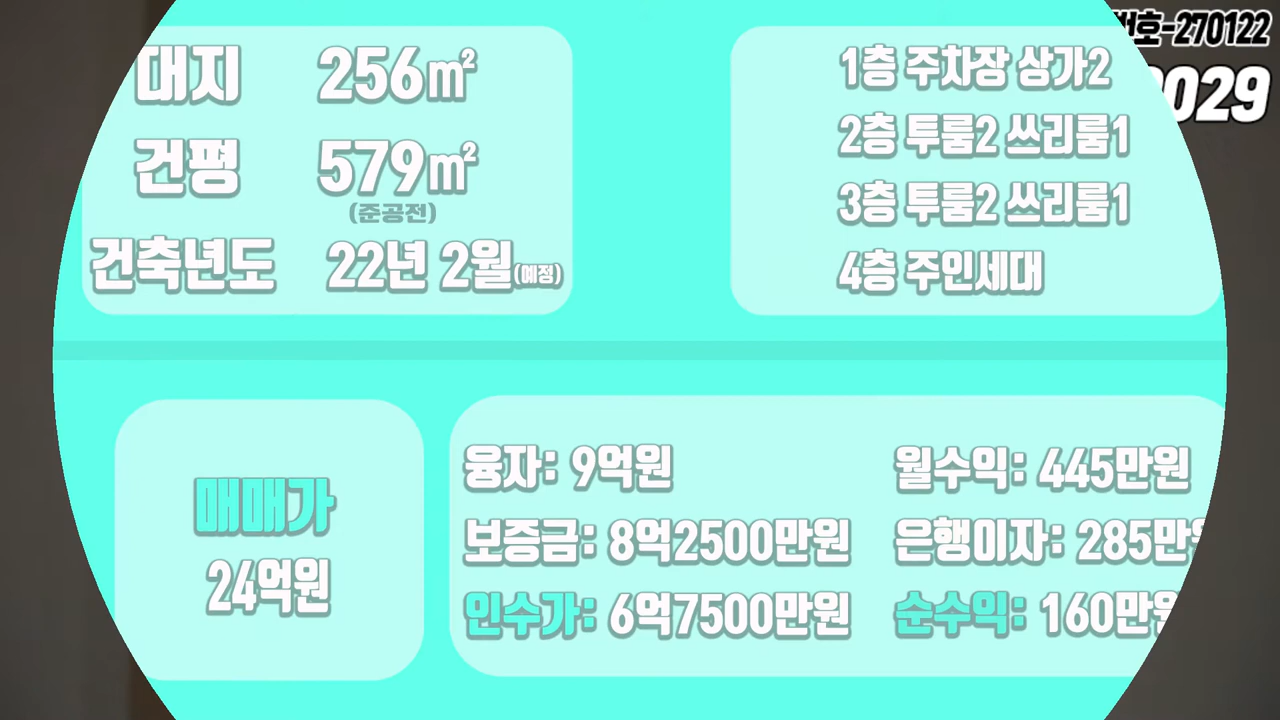 호-270122
029
대지 256㎡
건평 579㎡
(준공전)
건축년도 22년 2월(예정)
1층 주차장 상가2
2층 투룸2 쓰리룸1
3층 투룸2 쓰리룸1
4층 주인세대
매매가
24억원
융자: 9억원
보증금: 8억2500만원
인수가: 6억7500만원
월수익: 445만원
은행이자: 285만원
순수익: 160만원